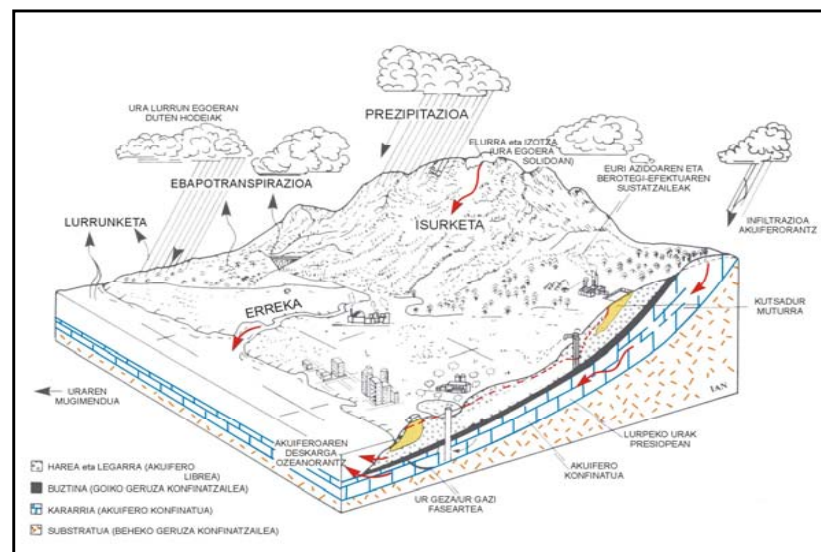 PREZIPITAZIOA
URA LURRUN EGOERAN
DUTEN HODEIAK
ELURRA eta IZOTZA
(URA EGOERA
SOLIDOAN)
EURI AZIDOAREN ETA
BEROTEGI-EFEKTUAREN
SUSTATZAILEAK
EBAPOTRANSPIRAZIOA
LURRUNKETA
ISURKETA
INFILTRAZIOA
AKUIFERORANTZ
ERREKA
KUTSADUR
MUTURRA
URAREN
MUGIMENDUA
IAN
LURPEKO URAK
PRESIOPEAN
AKUIFEROAREN
DESKARGA
OZEANORANTZ
AKUIFERO
KONFINATUA
UR GEZA/UR GAZI
FASEARTEA
HAREA eta LEGARRA (AKUIFERO
LIBREA)
BUZTINA (GOIKO GERUZA KONFINATZAILEA)
KARARRIA (AKUIFERO KONFINATUA)
SUBSTRATUA (BEHEKO GERUZA KONFINATZAILEA)